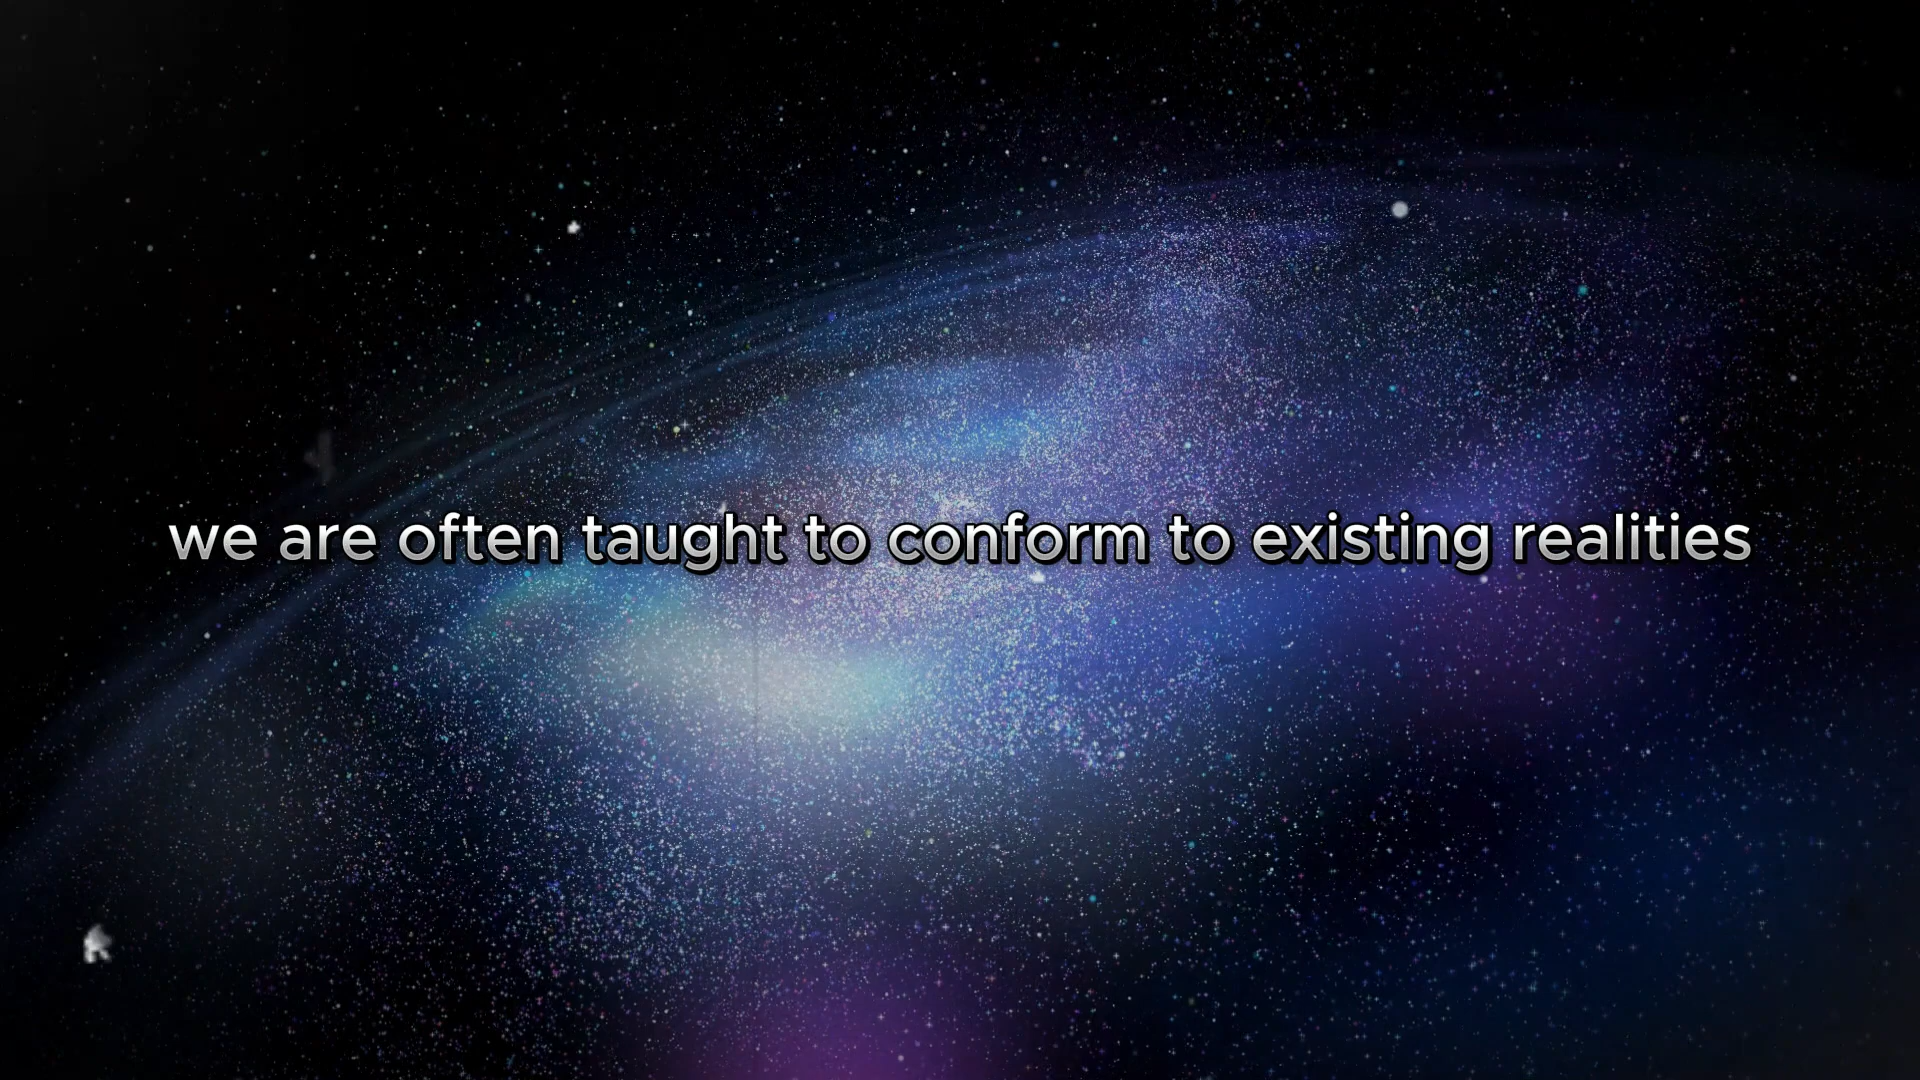 we are often taught to conform to existing realities